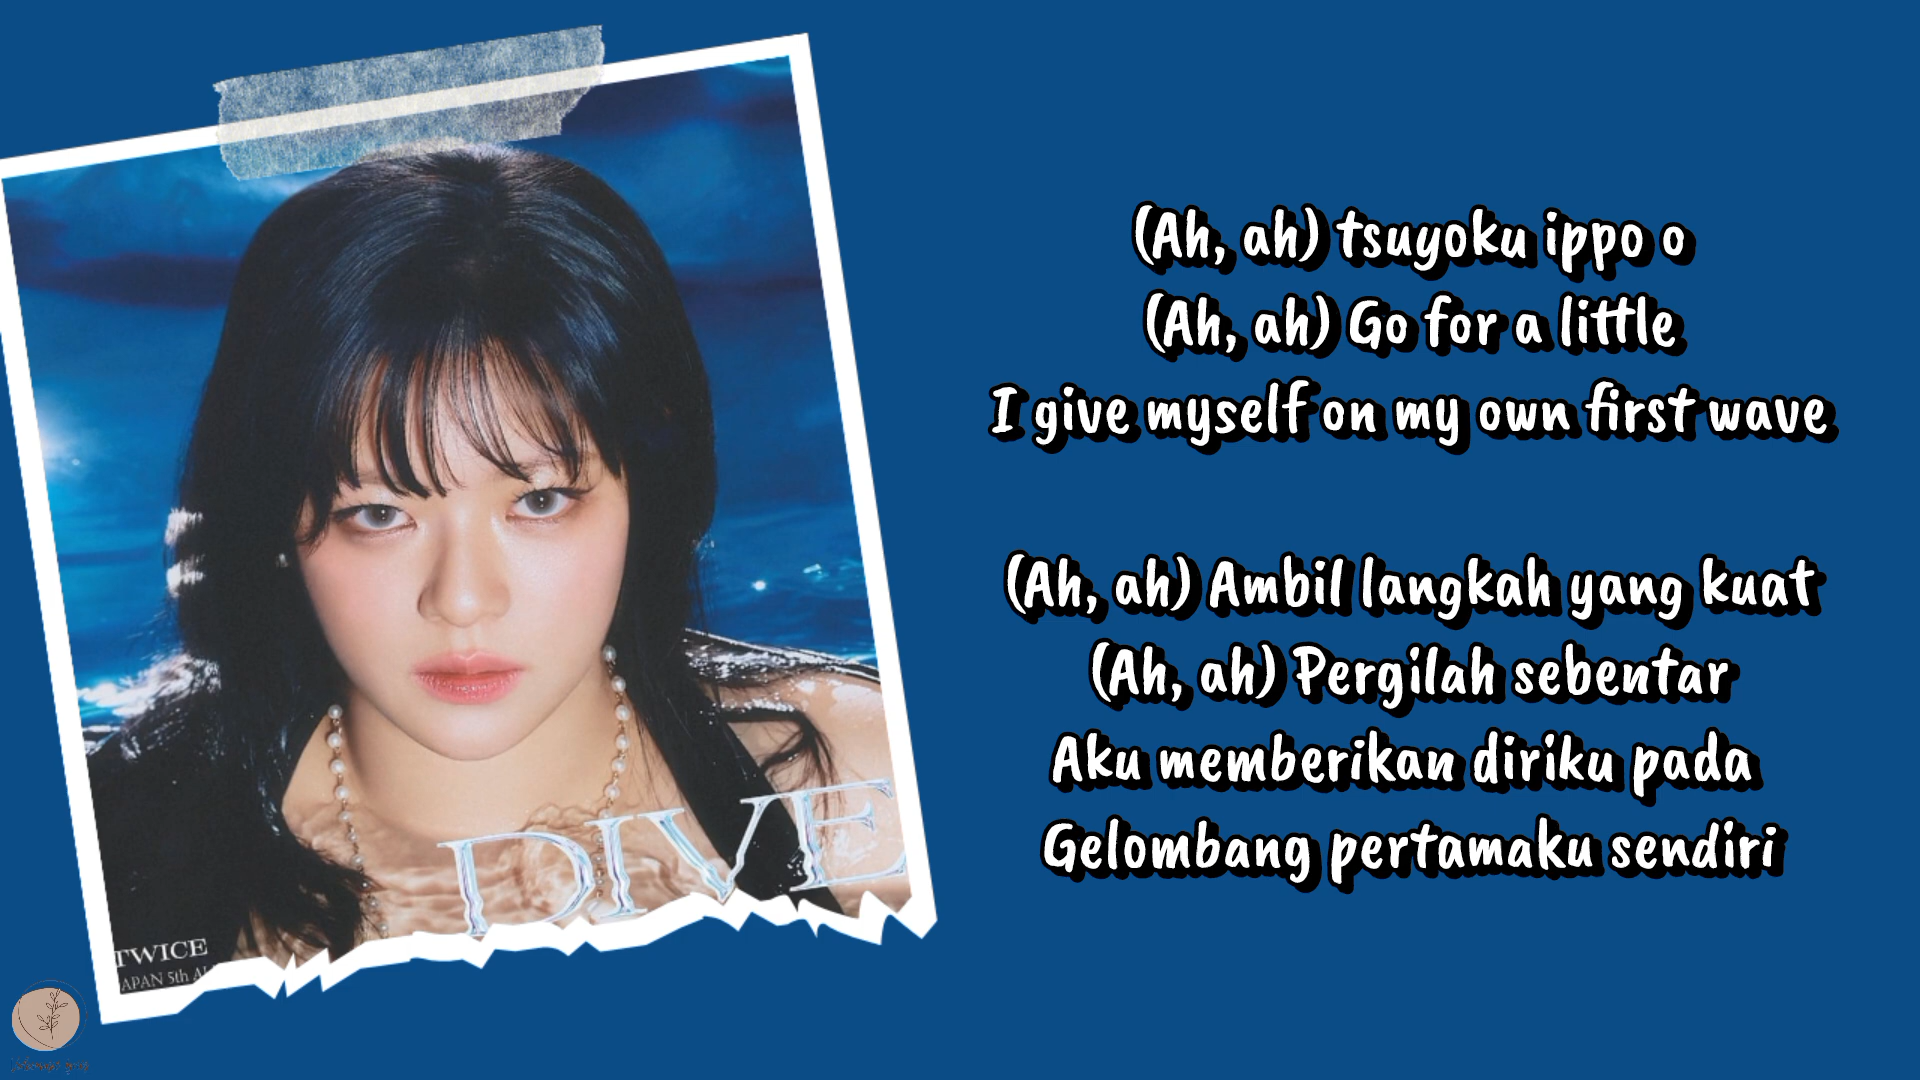 (Ah, ah) tsuyoku ippo o
(Ah, ah) Go for a little
I give myself on my own first wave
(Ah, ah) Ambil langkah yang kuat
(Ah, ah) Pergilah sebentar
Aku memberikan diriku pada
Gelombang pertamaku sendiri
DIVE
TWICE
JAPAN 5th